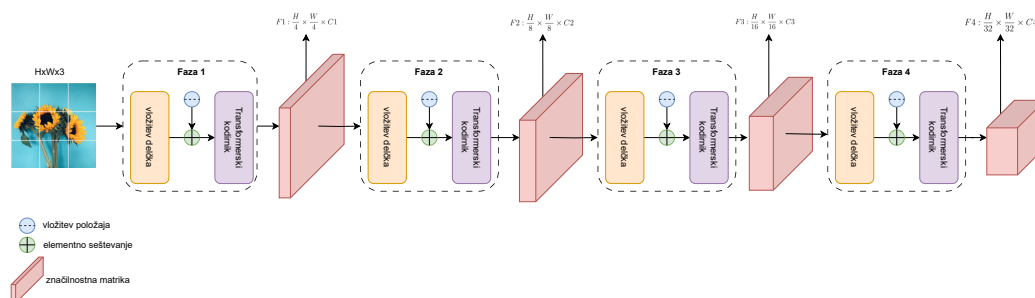 F1 : H/4 × W/4 × C1
F2 : H/8 × W/8 × C2
F3 : H/16 × W/16 × C3
F4 : H/32 × W/32 × C4
HxWx3
Faza 1
Faza 2
Faza 3
Faza 4
vložitev delčka
Transformerski
kodirnik
vložitev delčka
Transformerski
kodirnik
vložitev delčka
Transformerski
kodirnik
vložitev delčka
Transformerski
kodirnik
vložitev položaja
elementno seštevanje
značilnostna matrika